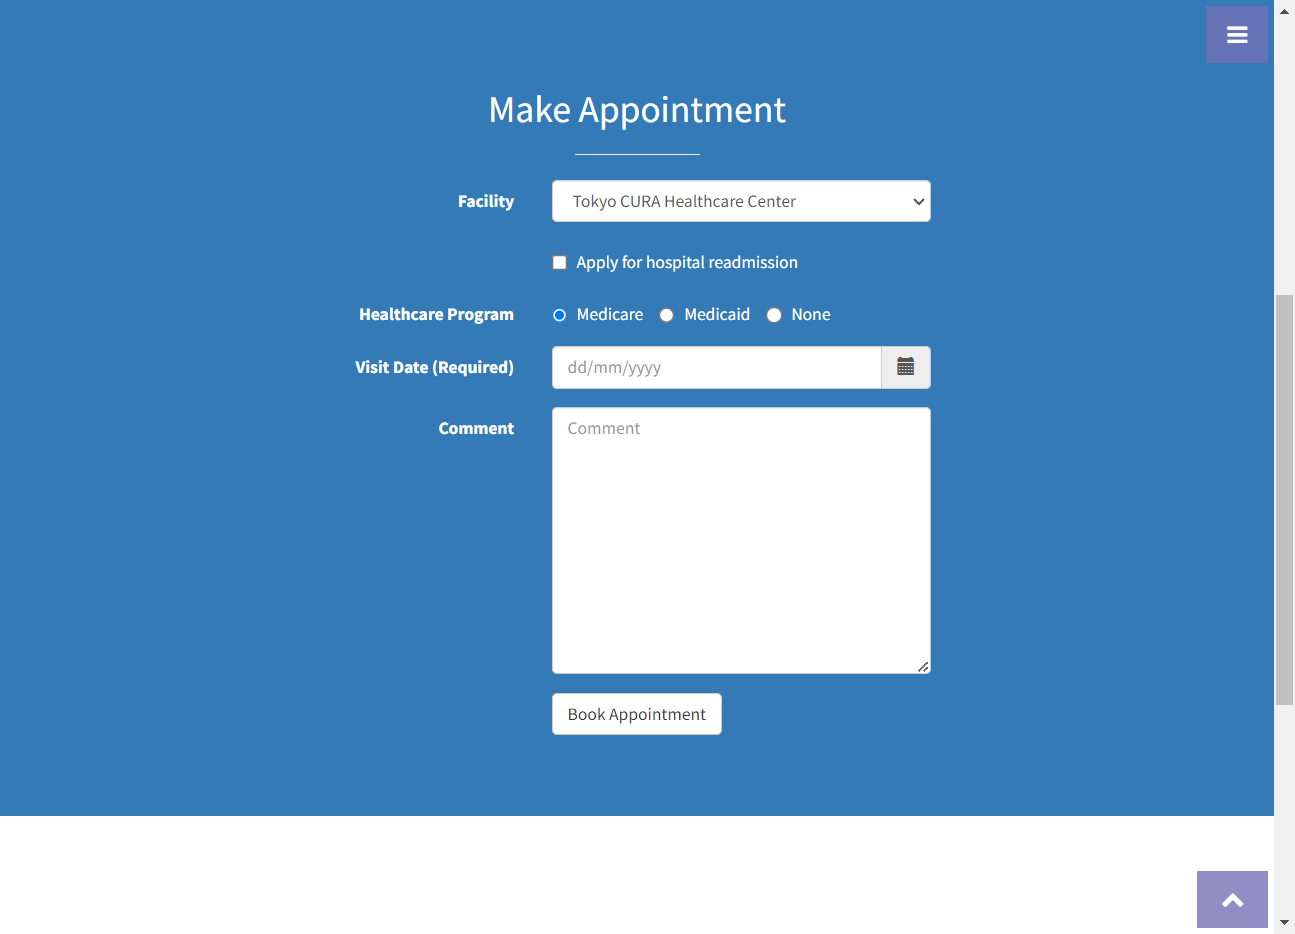 Make Appointment
Facility
Tokyo CURA Healthcare Center
Apply for hospital readmission
Healthcare Program
Medicare Medicaid None
Visit Date (Required)
dd/mm/yyyy
Comment
Comment
Book Appointment